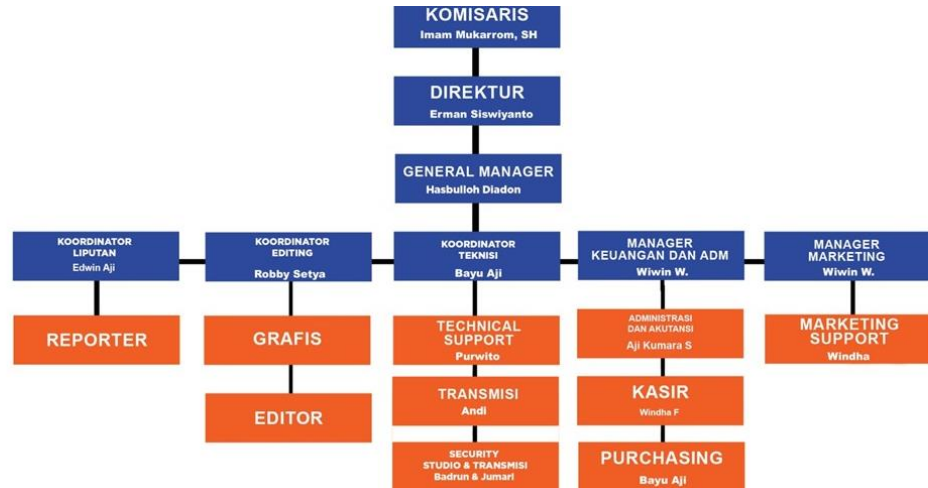 KOMISARIS
Imam Mukarrom, SH
DIREKTUR
Erman Siswiyanto
GENERAL MANAGER
Hasbulloh Diadon
KOORDINATOR
LIPUTAN
Edwin Aji
KOORDINATOR
EDITING
Robby Setya
KOORDINATOR
TEKNISI
Bayu Aji
MANAGER
KEUANGAN DAN ADM
Wiwin W.
MANAGER
MARKETING
Wiwin W.
REPORTER
GRAFIS
EDITOR
TECHNICAL
SUPPORT
Purwito
TRANSMISI
Andi
SECURITY
STUDIO & TRANSMISI
Badrun & Jumari
ADMINISTRASI
DAN AKUTANSI
Aji Kumara S
KASIR
Windha F
PURCHASING
Bayu Aji
MARKETING
SUPPORT
Windha